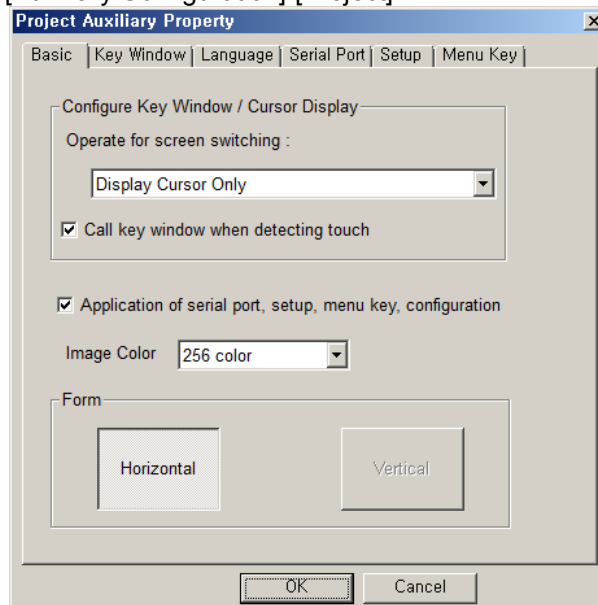 Project Auxiliary Property
Basic Key Window Language Serial Port Setup Menu Key
Configure Key Window / Cursor Display
Operate for screen switching :
Display Cursor Only
Call key window when detecting touch
Application of serial port, setup, menu key, configuration
Image Color 256 color
Form
Horizontal Vertical
OK Cancel